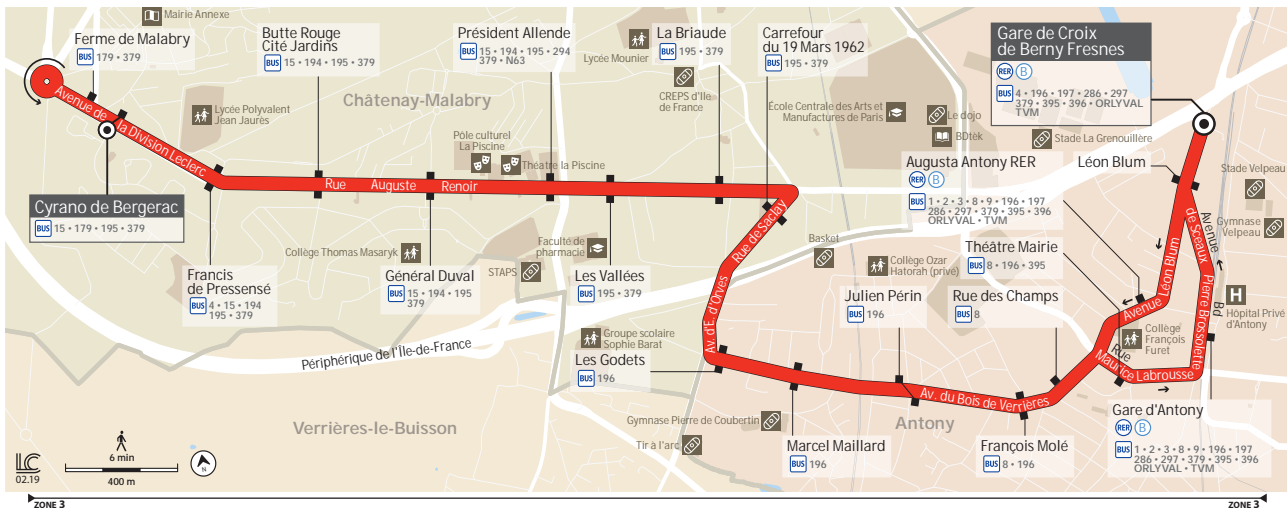 Mairie Annexe
Ferme de Malabry
BUS 179 • 379
Butte Rouge
Cité Jardins
BUS 15 • 194 • 195 • 379
Président Allende
BUS 15 • 194 • 195 • 294
379 • N63
Lycée Mounier
La Briaude
BUS 195 • 379
CREPS d'Ile
de France
Carrefour
du 19 Mars 1962
BUS 195 • 379
Gare de Croix
de Berny Fresnes
RER B
BUS 4 • 196 • 197 • 286 • 297
379 • 395 • 396 • ORLYVAL
TVM
Avenue de la Division Leclerc
Lycée Polyvalent
Jean Jaurès
Châtenay-Malabry
Pôle culturel
La Piscine
Théatre la Piscine
École Centrale des Arts et
Manufactures de Paris
Le dojo
BDtèk
Stade La Grenouillère
Augusta Antony RER
RER B
BUS 1 • 2 • 3 • 8 • 9 • 196 • 197
286 • 297 • 379 • 395 • 396
ORLYVAL • TVM
Léon Blum
Stade Velpeau
Gymnase
Velpeau
Rue Auguste Renoir
Cyrano de Bergerac
BUS 15 • 179 • 195 • 379
Rue de Saclay
Avenue
de Sceaux
Collège Thomas Masaryk
Faculté de
pharmacie
STAPS
Basket
Collège Ozar
Hatorah (privé)
Théâtre Mairie
BUS 8 • 196 • 395
Avenue Léon Blum
Francis
de Pressensé
BUS 4 • 15 • 194
195 • 379
Général Duval
BUS 15 • 194 • 195
379
Les Vallées
BUS 195 • 379
Av. d'E. d'Orves
Julien Périn
BUS 196
Rue des Champs
BUS 8
Bd Pierre Brossolette
H
Hôpital Privé
d'Antony
Périphérique de l'Ile-de-France
Groupe scolaire
Sophie Barat
Les Godets
BUS 196
Collège
François
Furet
Rue Maurice Labrousse
Av. du Bois de Verrières
Verrières-le-Buisson
Gymnase Pierre de Coubertin
Tir à l'arc
Antony
Marcel Maillard
BUS 196
François Molé
BUS 8 • 196
Gare d'Antony
RER B
BUS 1 • 2 • 3 • 8 • 9 • 196 • 197
286 • 297 • 379 • 395 • 396
ORLYVAL • TVM
LC
02.19
6 min
400 m
N
ZONE 3
ZONE 3